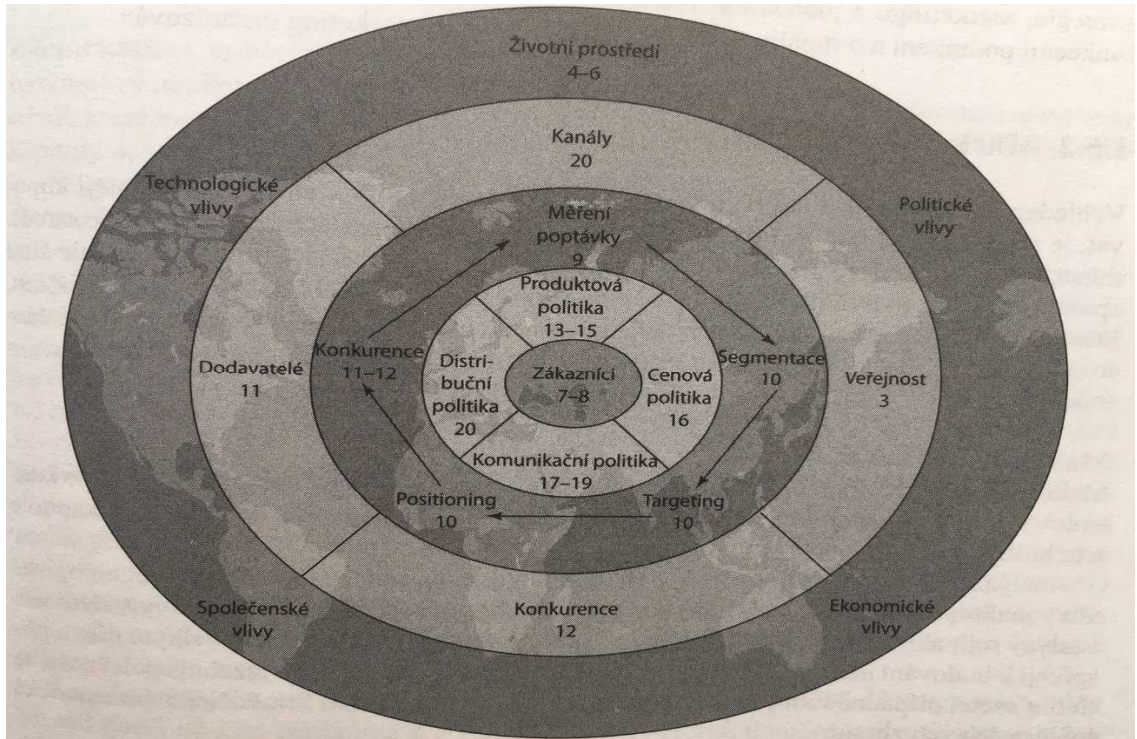 Životní prostředí
4–6
Kanály
20
Technologické
vlivy
Politické
vlivy
Měření
poptávky
9
Produktová
politika
13–15
Dodavatelé
11
Konkurence
11–12
Distri-
buční
politika
20
Zákazníci
7–8
Cenová
politika
16
Segmentace
10
Veřejnost
3
Komunikační politika
17–19
Positioning
10
Targeting
10
Společenské
vlivy
Konkurence
12
Ekonomické
vlivy